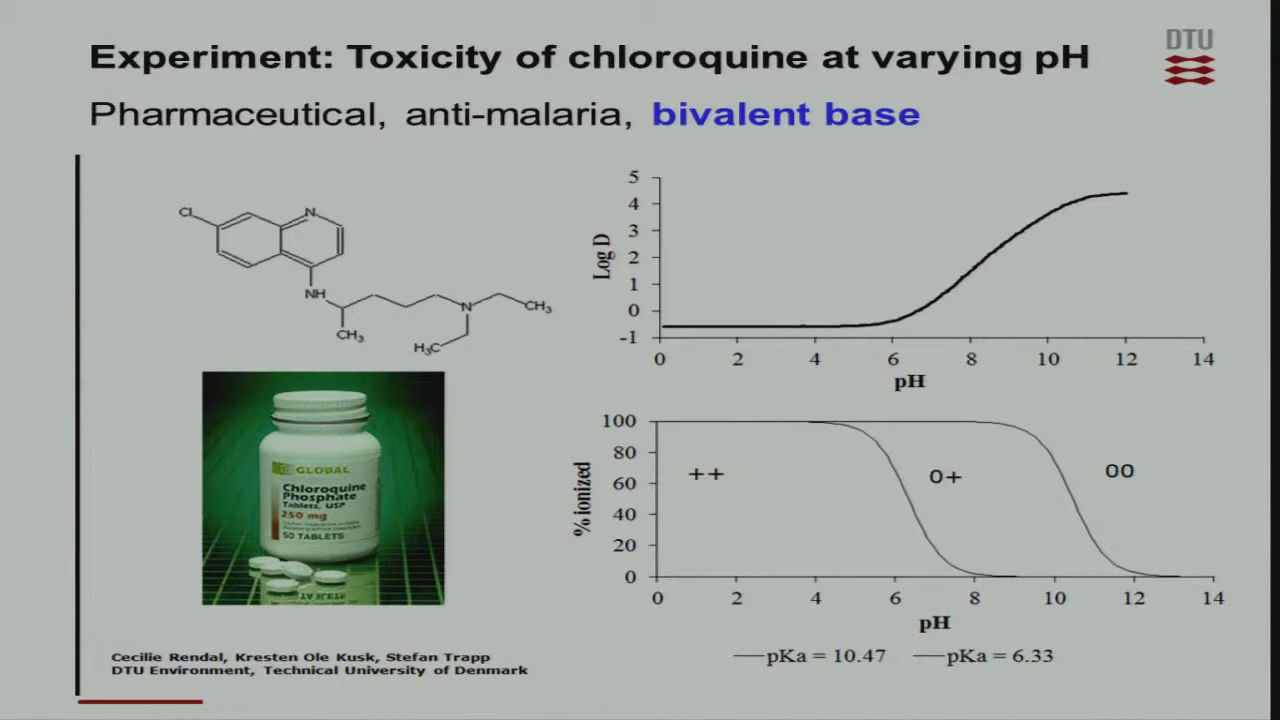 Experiment: Toxicity of chloroquine at varying pH
DTU
Pharmaceutical, anti-malaria, bivalent base
Cl
N
NH
N
CH3
CH3
H3C
GLOBAL
Chloroquine
Phosphate
Tablets, USP
250 mg
50 TABLETS
Log D
5
4
3
2
1
0
-1
0 2 4 6 8 10 12 14
pH
% ionized
100
80
60
40
20
0
++ 0+ 00
0 2 4 6 8 10 12 14
pH
pKa = 10.47 pKa = 6.33
Cecilie Rendal, Kresten Ole Kusk, Stefan Trapp
DTU Environment, Technical University of Denmark